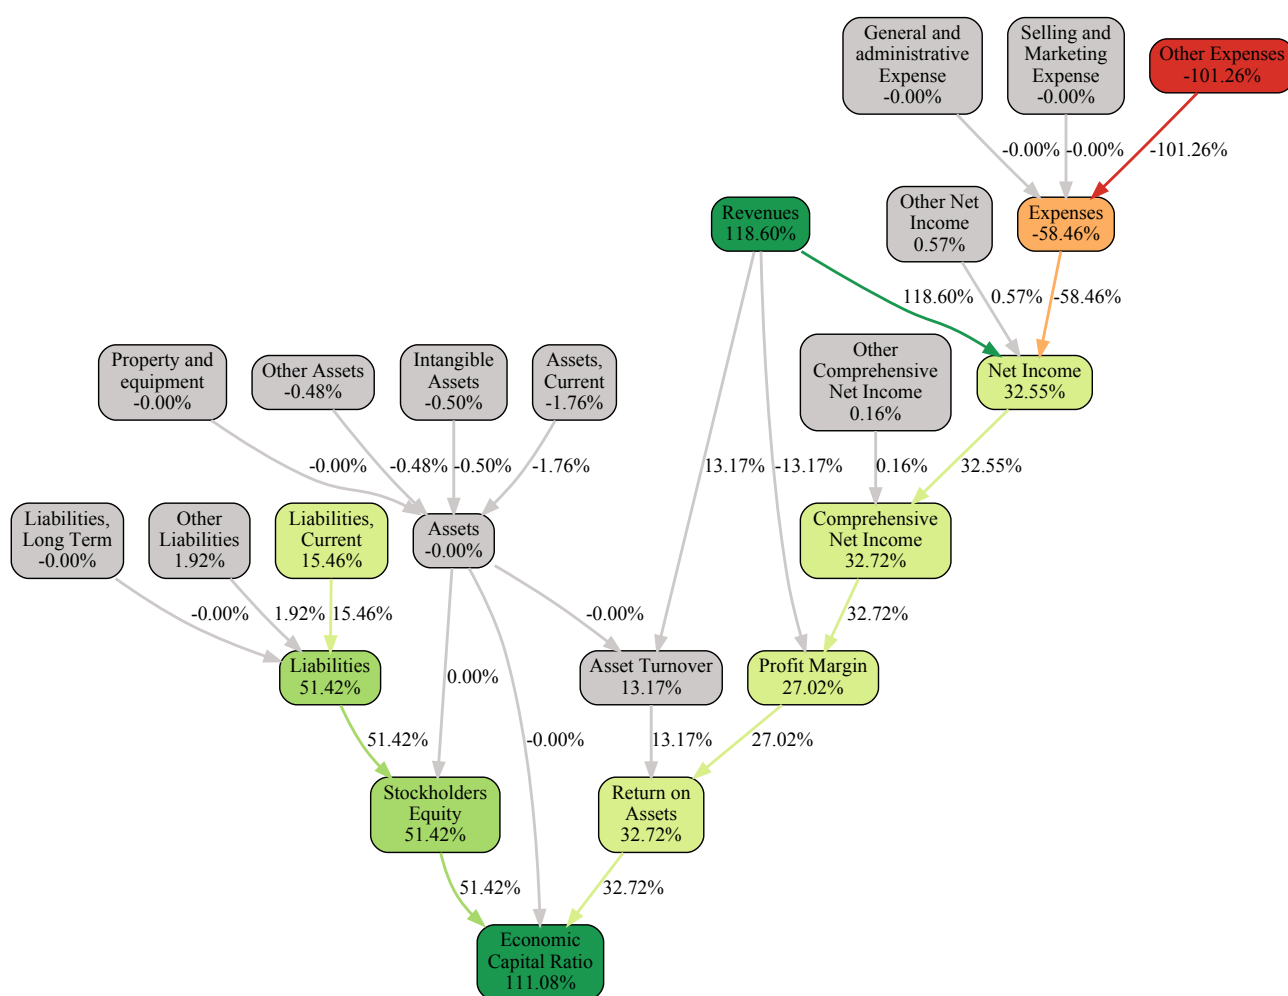 General and
administrative
Expense
-0.00%
Selling and
Marketing
Expense
-0.00%
Other Expenses
-101.26%
-0.00%
-0.00%
-101.26%
Revenues
118.60%
Other Net
Income
0.57%
Expenses
-58.46%
118.60%
0.57%
-58.46%
Property and
equipment
-0.00%
Other Assets
-0.48%
Intangible
Assets
-0.50%
Assets,
Current
-1.76%
Other
Comprehensive
Net Income
0.16%
Net Income
32.55%
-0.00%
-0.48%
-0.50%
-1.76%
13.17%
-13.17%
0.16%
32.55%
Liabilities,
Long Term
-0.00%
Other
Liabilities
1.92%
Liabilities,
Current
15.46%
Assets
-0.00%
Comprehensive
Net Income
32.72%
-0.00%
1.92%
15.46%
-0.00%
32.72%
Liabilities
51.42%
0.00%
Asset Turnover
13.17%
Profit Margin
27.02%
51.42%
-0.00%
13.17%
27.02%
Stockholders
Equity
51.42%
Return on
Assets
32.72%
51.42%
32.72%
Economic
Capital Ratio
111.08%